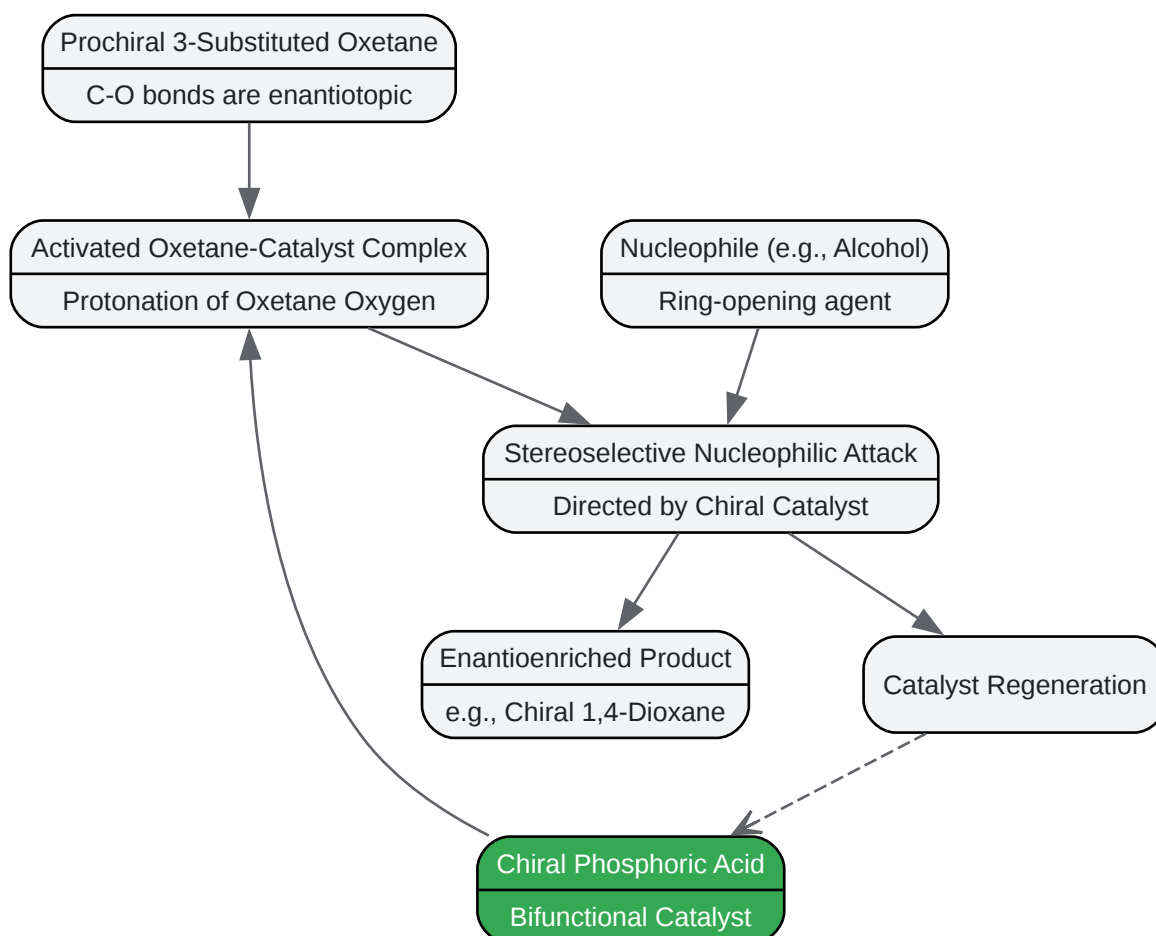 Prochiral 3-Substituted Oxetane
C-O bonds are enantiotopic
Activated Oxetane-Catalyst Complex
Protonation of Oxetane Oxygen
Nucleophile (e.g., Alcohol)
Ring-opening agent
Stereoselective Nucleophilic Attack
Directed by Chiral Catalyst
Enantioenriched Product
e.g., Chiral 1,4-Dioxane
Catalyst Regeneration
Chiral Phosphoric Acid
Bifunctional Catalyst